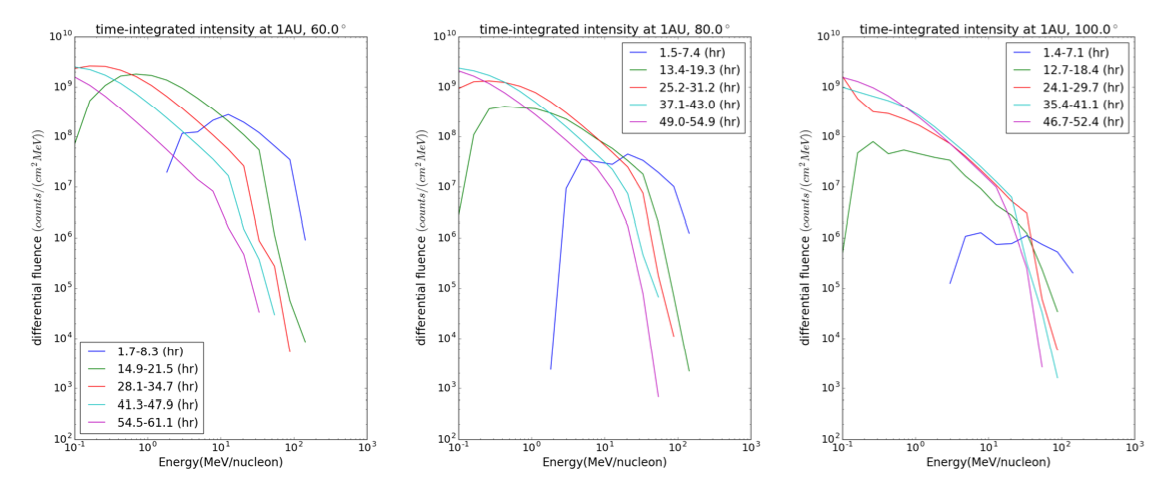 time-integrated intensity at 1AU, 60.0°
10^10
10^9
10^8
10^7
10^6
10^5
10^4
10^3
10^2
differential fluence (counts/(cm^2 MeV))
1.7-8.3 (hr)
14.9-21.5 (hr)
28.1-34.7 (hr)
41.3-47.9 (hr)
54.5-61.1 (hr)
10^-1 10^0 10^1 10^2 10^3
Energy(MeV/nucleon)
time-integrated intensity at 1AU, 80.0°
10^10
10^9
10^8
10^7
10^6
10^5
10^4
10^3
10^2
differential fluence (counts/(cm^2 MeV))
1.5-7.4 (hr)
13.4-19.3 (hr)
25.2-31.2 (hr)
37.1-43.0 (hr)
49.0-54.9 (hr)
10^-1 10^0 10^1 10^2 10^3
Energy(MeV/nucleon)
time-integrated intensity at 1AU, 100.0°
10^10
10^9
10^8
10^7
10^6
10^5
10^4
10^3
10^2
differential fluence (counts/(cm^2 MeV))
1.4-7.1 (hr)
12.7-18.4 (hr)
24.1-29.7 (hr)
35.4-41.1 (hr)
46.7-52.4 (hr)
10^-1 10^0 10^1 10^2 10^3
Energy(MeV/nucleon)